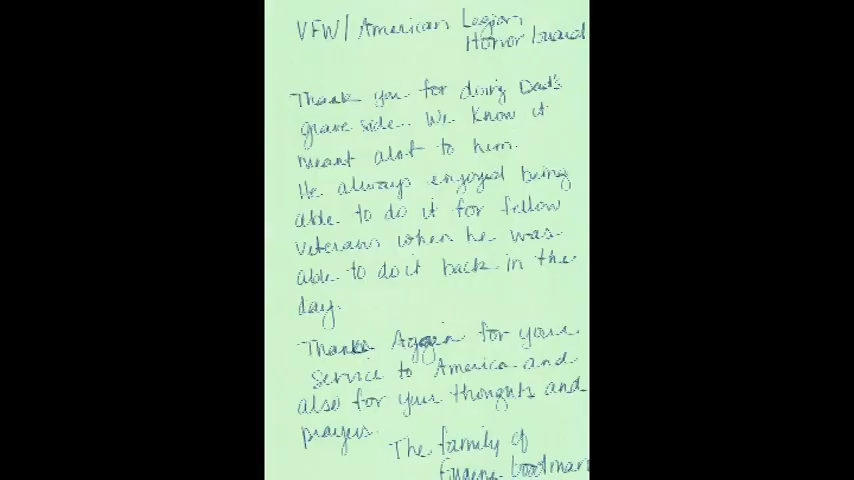 VFW/American Legion
Honor Guard
Thank you for doing Dad's
grave side. We know it
meant alot to him.
He always enjoyed being
able to do it for fellow
veterans when he was
able to do it back in the
day.
Thanks Again for your
service to America and
also for your thoughts and
prayers.
The family of
Eugene